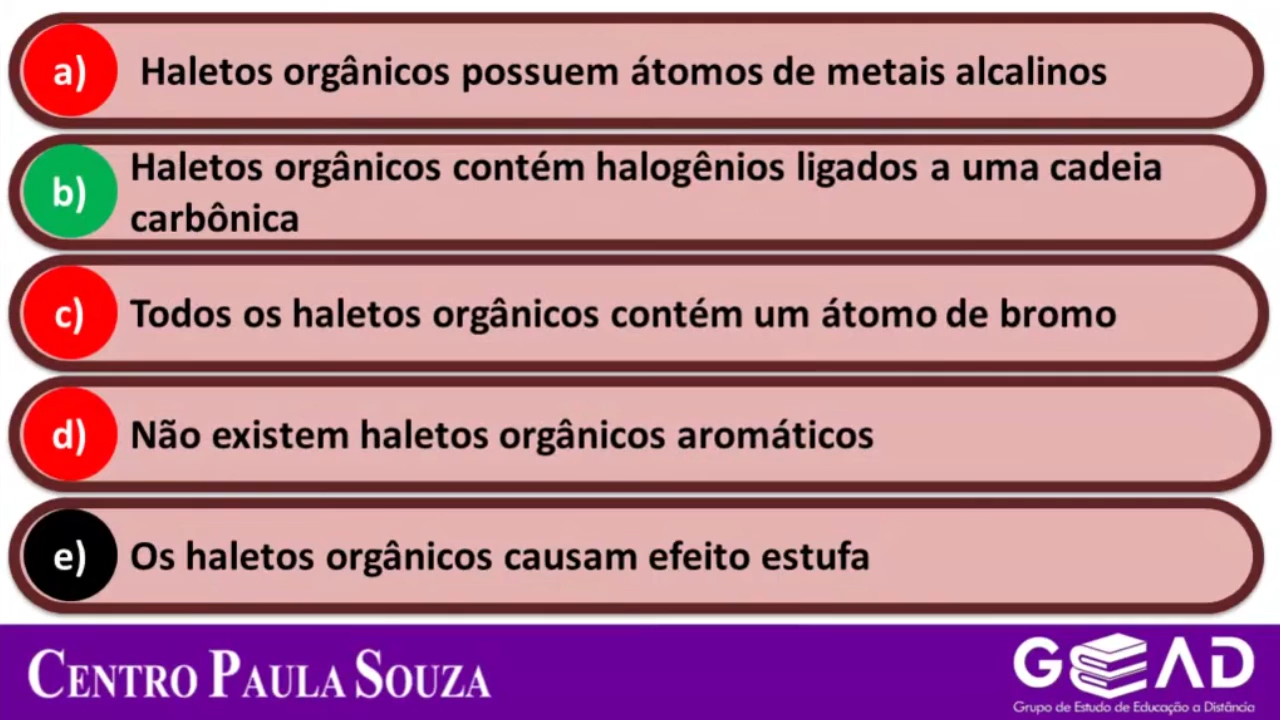 a) Haletos orgânicos possuem átomos de metais alcalinos
b) Haletos orgânicos contém halogênios ligados a uma cadeia
carbônica
c) Todos os haletos orgânicos contém um átomo de bromo
d) Não existem haletos orgânicos aromáticos
e) Os haletos orgânicos causam efeito estufa
CENTRO PAULA SOUZA
GEAD
Grupo de Estudo de Educação a Distância